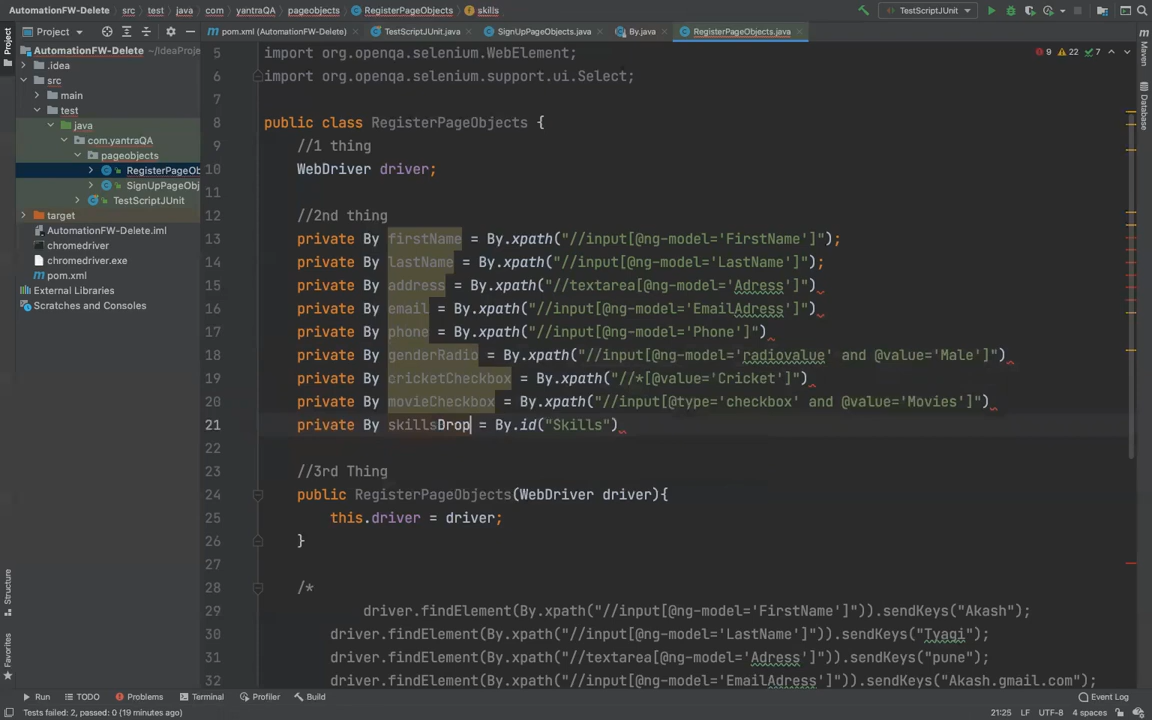 src test java com yantraQA pageobjects RegisterPageObjects skills TestScriptJUnit
Project pom.xml (AutomationFW-Delete) TestScriptJUnit.java SignUpPageObjects.java By.java RegisterPageObjects.java
AutomationFW-Delete ~/IdeaProj
.idea
src
main
test
java
com.yantraQA
pageobjects
RegisterPageOb
SignUpPageObj
TestScriptJUnit
target
AutomationFW-Delete.iml
chromedriver
chromedriver.exe
pom.xml
External Libraries
Scratches and Consoles
9 22 7
5 import org.openqa.selenium.WebElement;
6 import org.openqa.selenium.support.ui.Select;
7
8 public class RegisterPageObjects {
9 //1 thing
10 WebDriver driver;
11
12 //2nd thing
13 private By firstName = By.xpath("//input[@ng-model='FirstName']");
14 private By lastName = By.xpath("//input[@ng-model='LastName']");
15 private By address = By.xpath("//textarea[@ng-model='Adress']")
16 private By email = By.xpath("//input[@ng-model='EmailAdress']")
17 private By phone = By.xpath("//input[@ng-model='Phone']")
18 private By genderRadio = By.xpath("//input[@ng-model='radiovalue' and @value='Male']")
19 private By cricketCheckbox = By.xpath("//*[@value='Cricket']")
20 private By movieCheckbox = By.xpath("//input[@type='checkbox' and @value='Movies']")
21 private By skillsDrop = By.id("Skills")
22
23 //3rd Thing
24 public RegisterPageObjects(WebDriver driver){
25 this.driver = driver;
26 }
27
28 /*
29 driver.findElement(By.xpath("//input[@ng-model='FirstName']")).sendKeys("Akash");
30 driver.findElement(By.xpath("//input[@ng-model='LastName']")).sendKeys("Tyagi");
31 driver.findElement(By.xpath("//textarea[@ng-model='Adress']")).sendKeys("pune");
32 driver.findElement(By.xpath("//input[@ng-model='EmailAdress']")).sendKeys("Akash.gmail.com");
Project
Structure
Favorites
Maven
Database
Run TODO Problems Terminal Profiler Build Event Log
Tests failed: 2, passed: 0 (19 minutes ago) 21:25 LF UTF-8 4 spaces